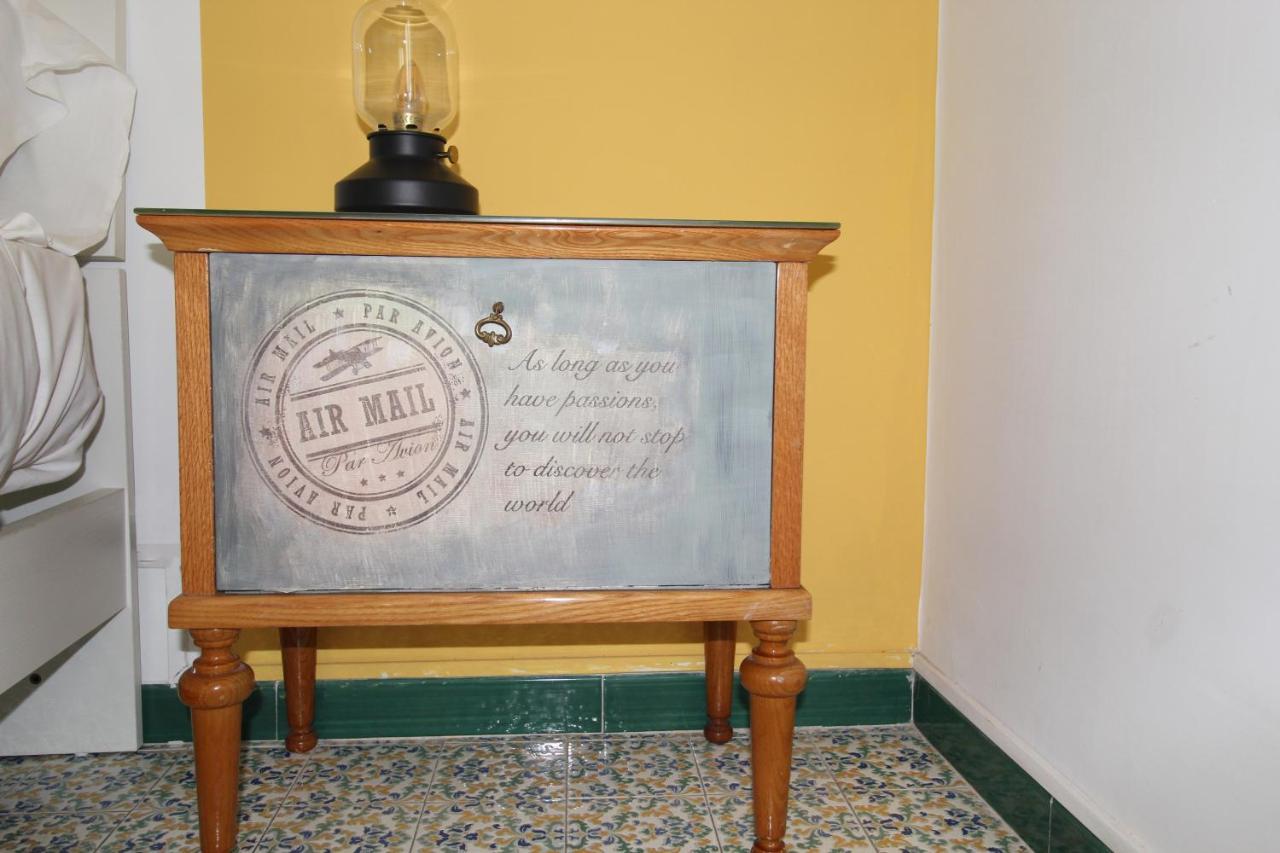 AIR MAIL ★ PAR AVION ★ AIR MAIL ★ PAR AVION ★
AIR MAIL
Par Avion
★ ★ ★
As long as you
have passions,
you will not stop
to discover the
world